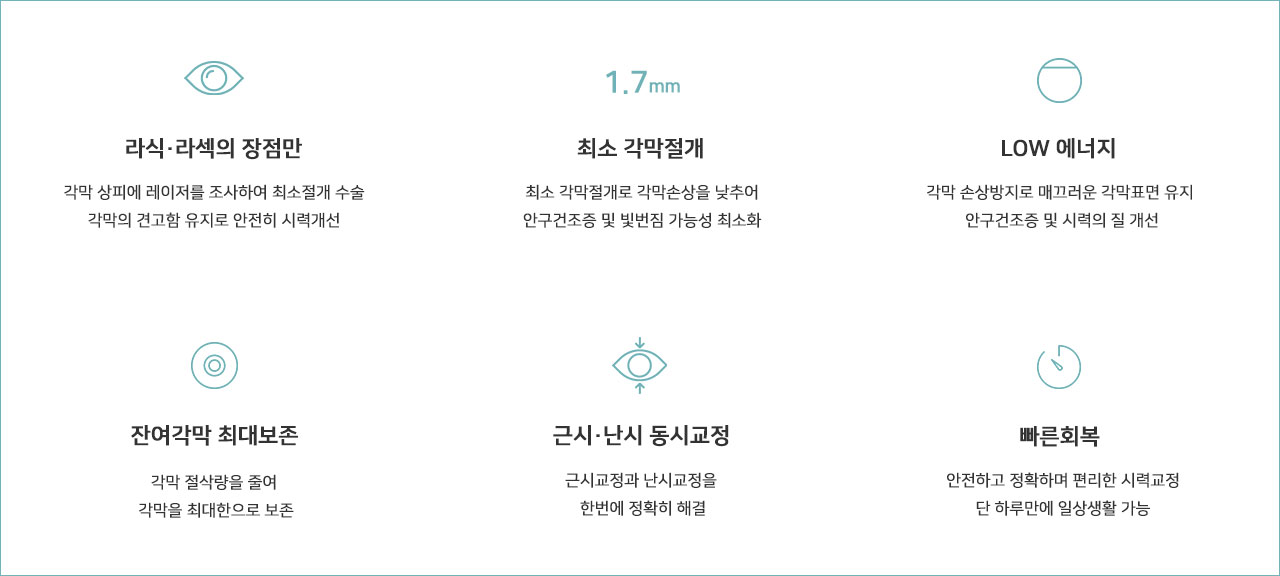 라식·라섹의 장점만
각막 상피에 레이저를 조사하여 최소절개 수술
각막의 견고함 유지로 안전히 시력개선
1.7mm
최소 각막절개
최소 각막절개로 각막손상을 낮추어
안구건조증 및 빛번짐 가능성 최소화
LOW 에너지
각막 손상방지로 매끄러운 각막표면 유지
안구건조증 및 시력의 질 개선
잔여각막 최대보존
각막 절삭량을 줄여
각막을 최대한으로 보존
근시·난시 동시교정
근시교정과 난시교정을
한번에 정확히 해결
빠른회복
안전하고 정확하며 편리한 시력교정
단 하루만에 일상생활 가능